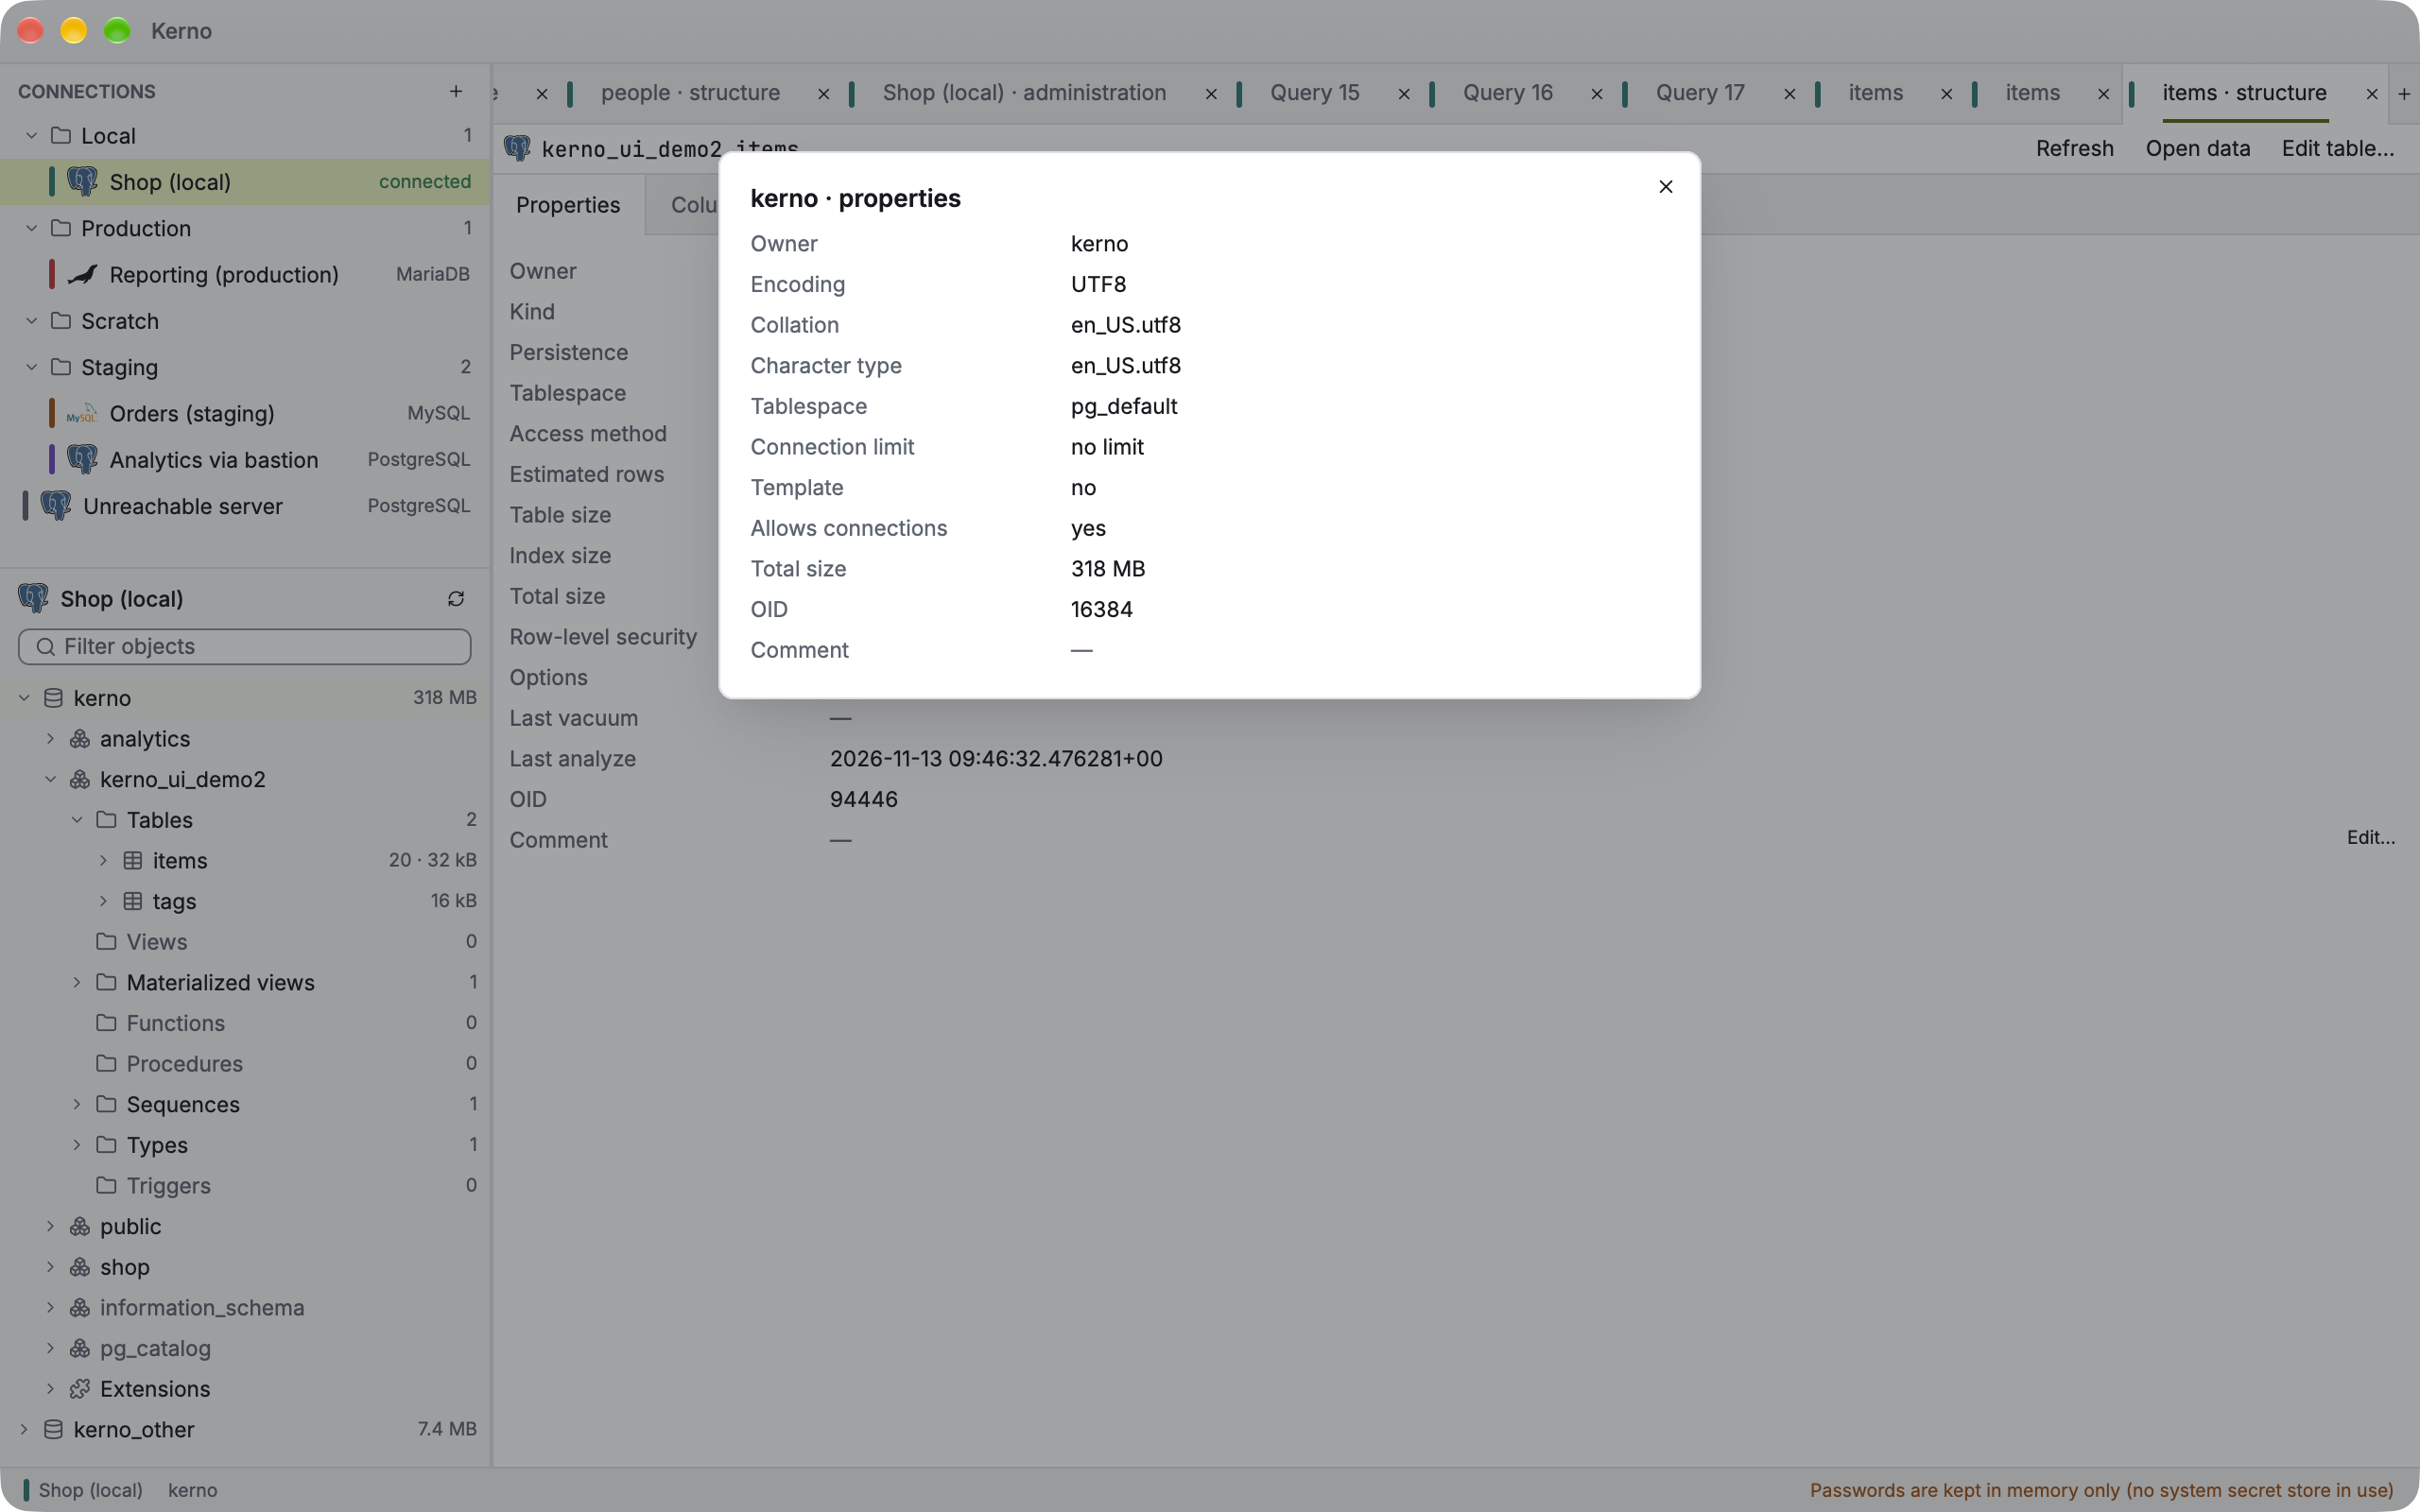 Kerno
CONNECTIONS
Local 1
Shop (local) connected
Production 1
Reporting (production) MariaDB
Scratch
Staging 2
MySQL Orders (staging) MySQL
Analytics via bastion PostgreSQL
Unreachable server PostgreSQL
Shop (local)
Filter objects
kerno 318 MB
analytics
kerno_ui_demo2
Tables 2
items 20 · 32 kB
tags 16 kB
Views 0
Materialized views 1
Functions 0
Procedures 0
Sequences 1
Types 1
Triggers 0
public
shop
information_schema
pg_catalog
Extensions
kerno_other 7.4 MB
people · structure
Shop (local) · administration
Query 15
Query 16
Query 17
items
items
items · structure
kerno_ui_demo2.items
Refresh Open data Edit table...
Properties Colu
Owner
Kind
Persistence
Tablespace
Access method
Estimated rows
Table size
Index size
Total size
Row-level security
Options
Last vacuum —
Last analyze 2026-11-13 09:46:32.476281+00
OID 94446
Comment — Edit...
kerno · properties
Owner kerno
Encoding UTF8
Collation en_US.utf8
Character type en_US.utf8
Tablespace pg_default
Connection limit no limit
Template no
Allows connections yes
Total size 318 MB
OID 16384
Comment —
Shop (local) kerno
Passwords are kept in memory only (no system secret store in use)